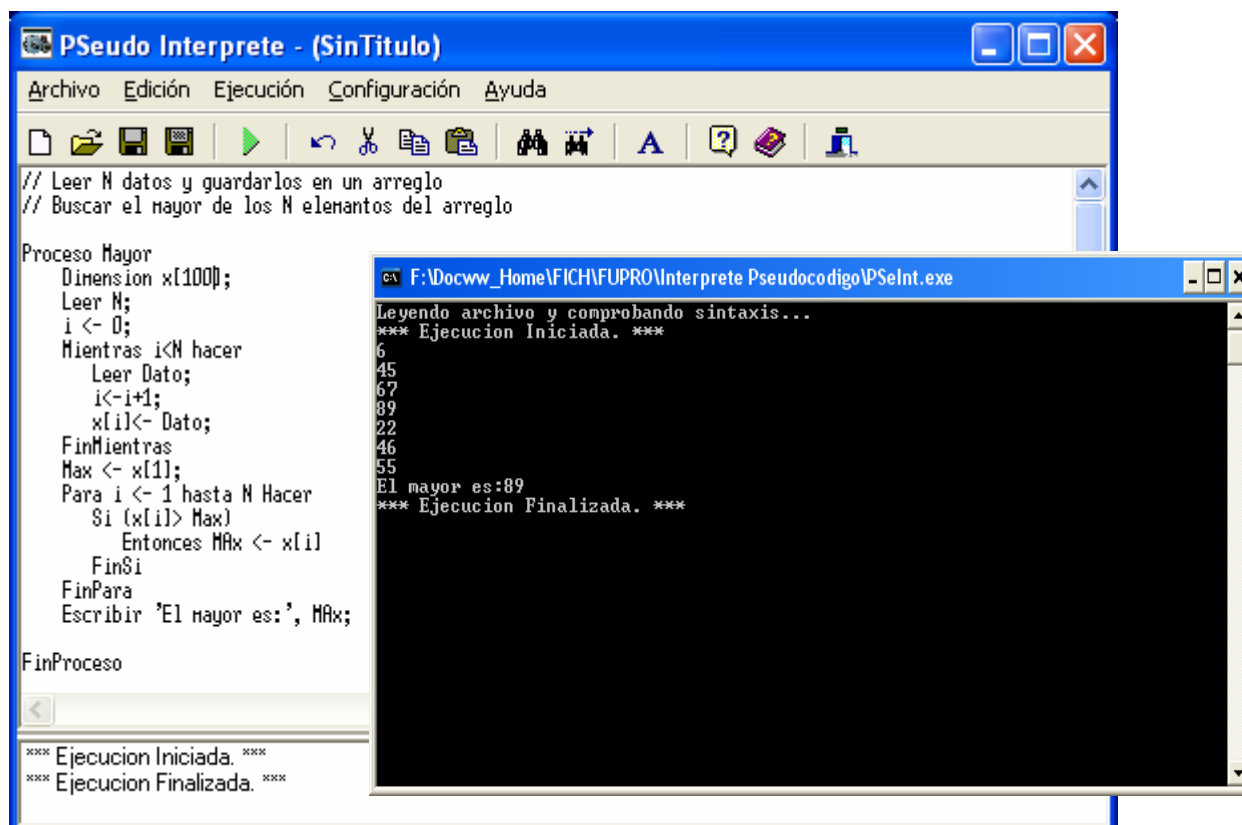 PSeudo Interprete - (SinTitulo)
Archivo Edición Ejecución Configuración Ayuda
// Leer N datos y guardarlos en un arreglo
// Buscar el mayor de los N elemantos del arreglo
Proceso Mayor
Dimension x[100];
Leer N;
i <- 0;
Mientras i<N hacer
Leer Dato;
i<-i+1;
x[i]<- Dato;
FinMientras
Max <- x[1];
Para i <- 1 hasta N Hacer
Si (x[i]> Max)
Entonces MAx <- x[i]
FinSi
FinPara
Escribir 'El mayor es:', MAx;
FinProceso
*** Ejecucion Iniciada. ***
*** Ejecucion Finalizada. ***
F:\Docww_Home\FICH\FUPRO\Interprete Pseudocodigo\PSeInt.exe
Leyendo archivo y comprobando sintaxis...
*** Ejecucion Iniciada. ***
6
45
67
89
22
46
55
El mayor es:89
*** Ejecucion Finalizada. ***